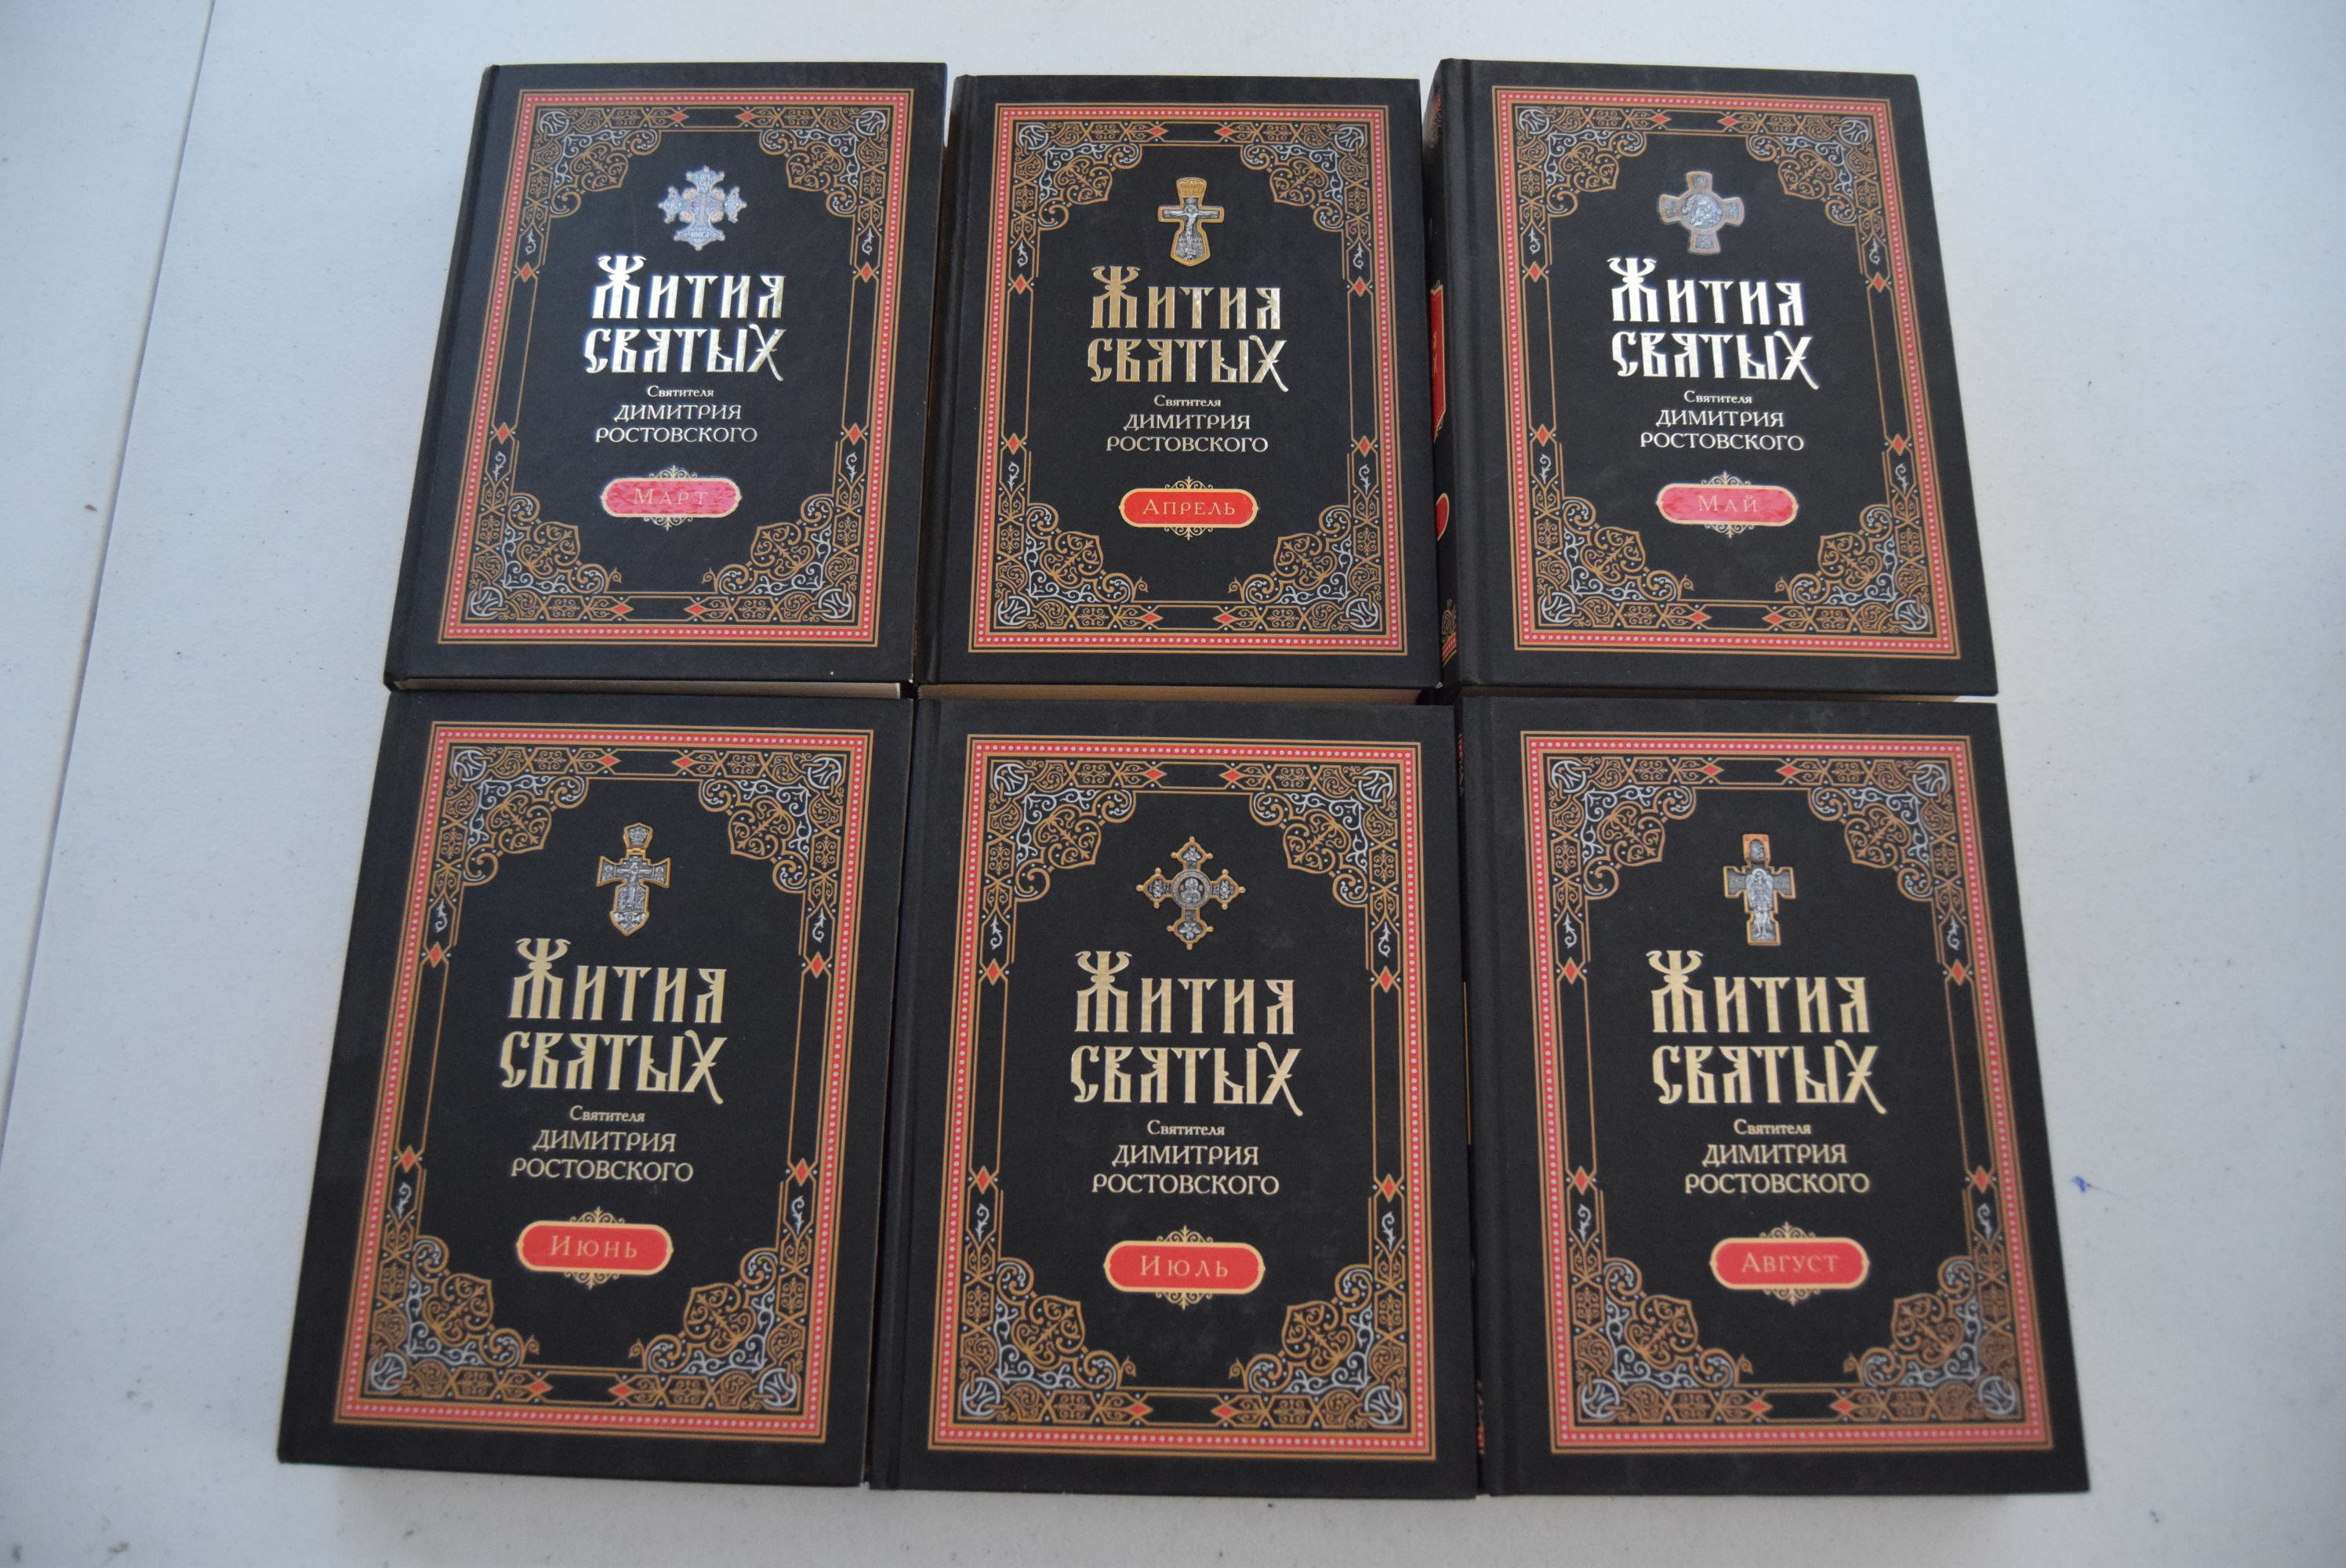 Жития
святых
Святителя
ДИМИТРИЯ
РОСТОВСКОГО
Март
Жития
святых
Святителя
ДИМИТРИЯ
РОСТОВСКОГО
Апрель
Жития
святых
Святителя
ДИМИТРИЯ
РОСТОВСКОГО
Май
Жития
святых
Святителя
ДИМИТРИЯ
РОСТОВСКОГО
Июнь
Жития
святых
Святителя
ДИМИТРИЯ
РОСТОВСКОГО
Июль
Жития
святых
Святителя
ДИМИТРИЯ
РОСТОВСКОГО
Август